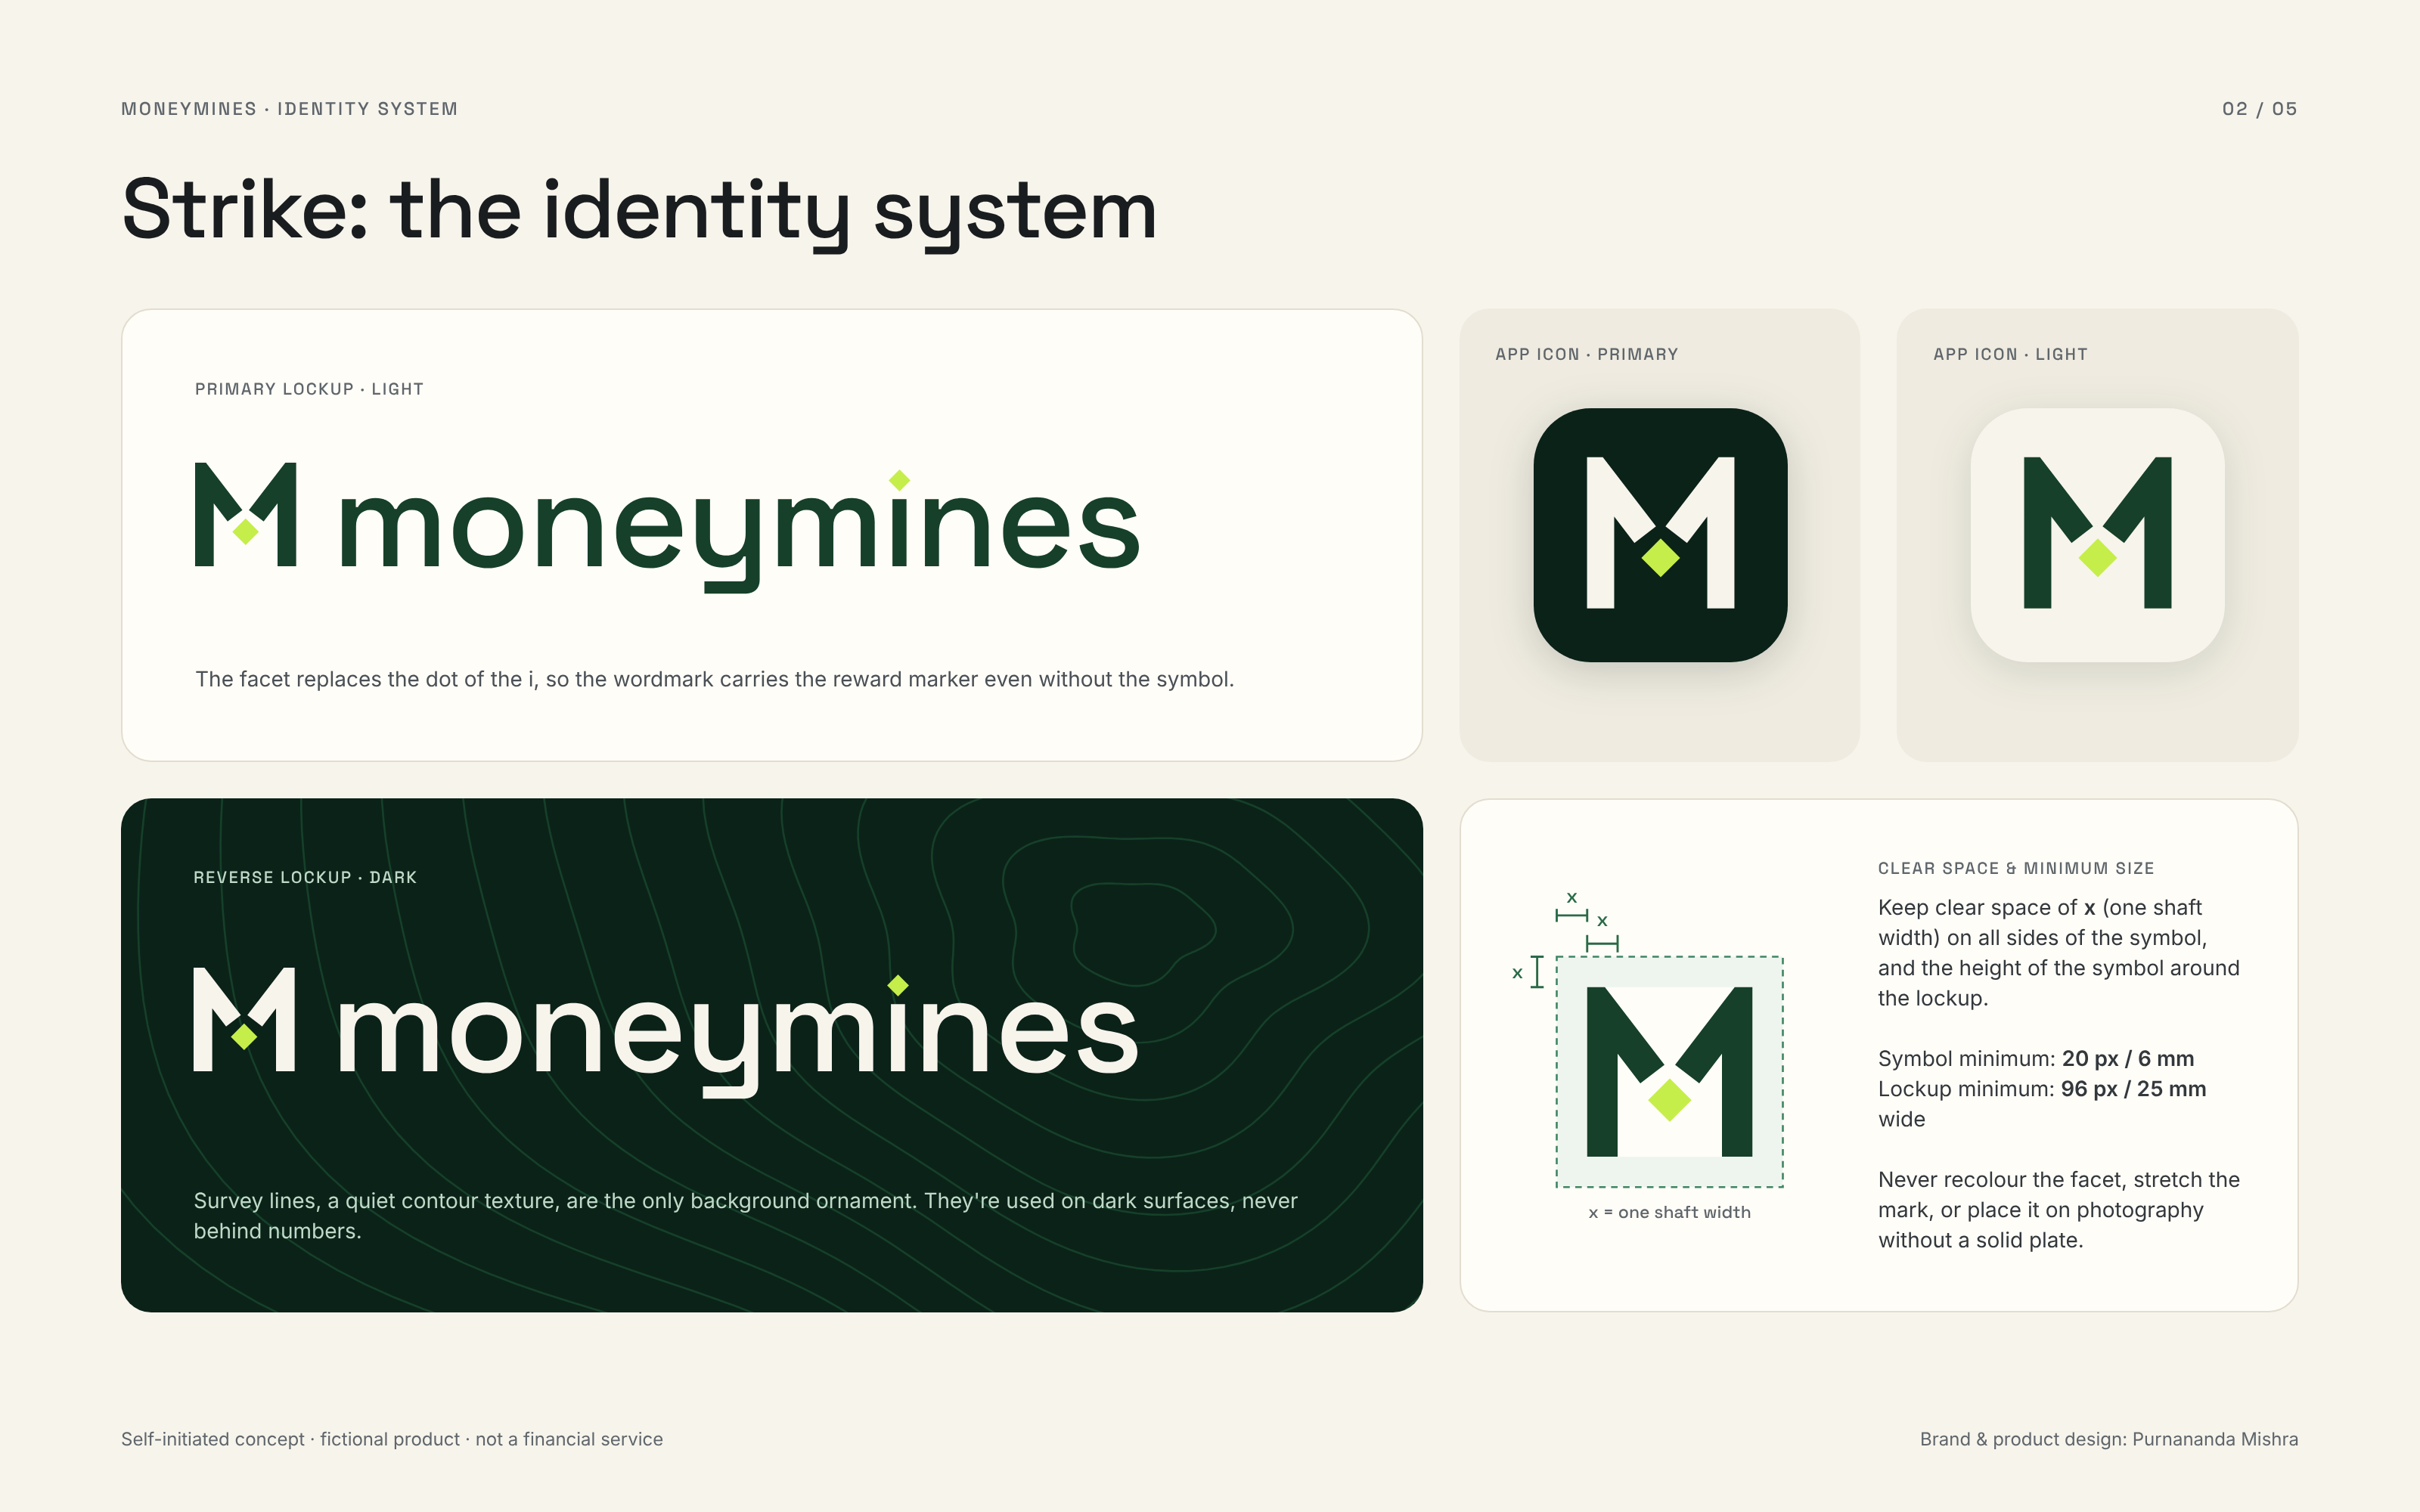 MONEYMINES · IDENTITY SYSTEM
02 / 05
Strike: the identity system
PRIMARY LOCKUP · LIGHT
M moneymines
The facet replaces the dot of the i, so the wordmark carries the reward marker even without the symbol.
APP ICON · PRIMARY
M
APP ICON · LIGHT
M
REVERSE LOCKUP · DARK
M moneymines
Survey lines, a quiet contour texture, are the only background ornament. They're used on dark surfaces, never
behind numbers.
x
x
x
M
x = one shaft width
CLEAR SPACE & MINIMUM SIZE
Keep clear space of x (one shaft
width) on all sides of the symbol,
and the height of the symbol around
the lockup.
Symbol minimum: 20 px / 6 mm
Lockup minimum: 96 px / 25 mm
wide
Never recolour the facet, stretch the
mark, or place it on photography
without a solid plate.
Self-initiated concept · fictional product · not a financial service
Brand & product design: Purnananda Mishra